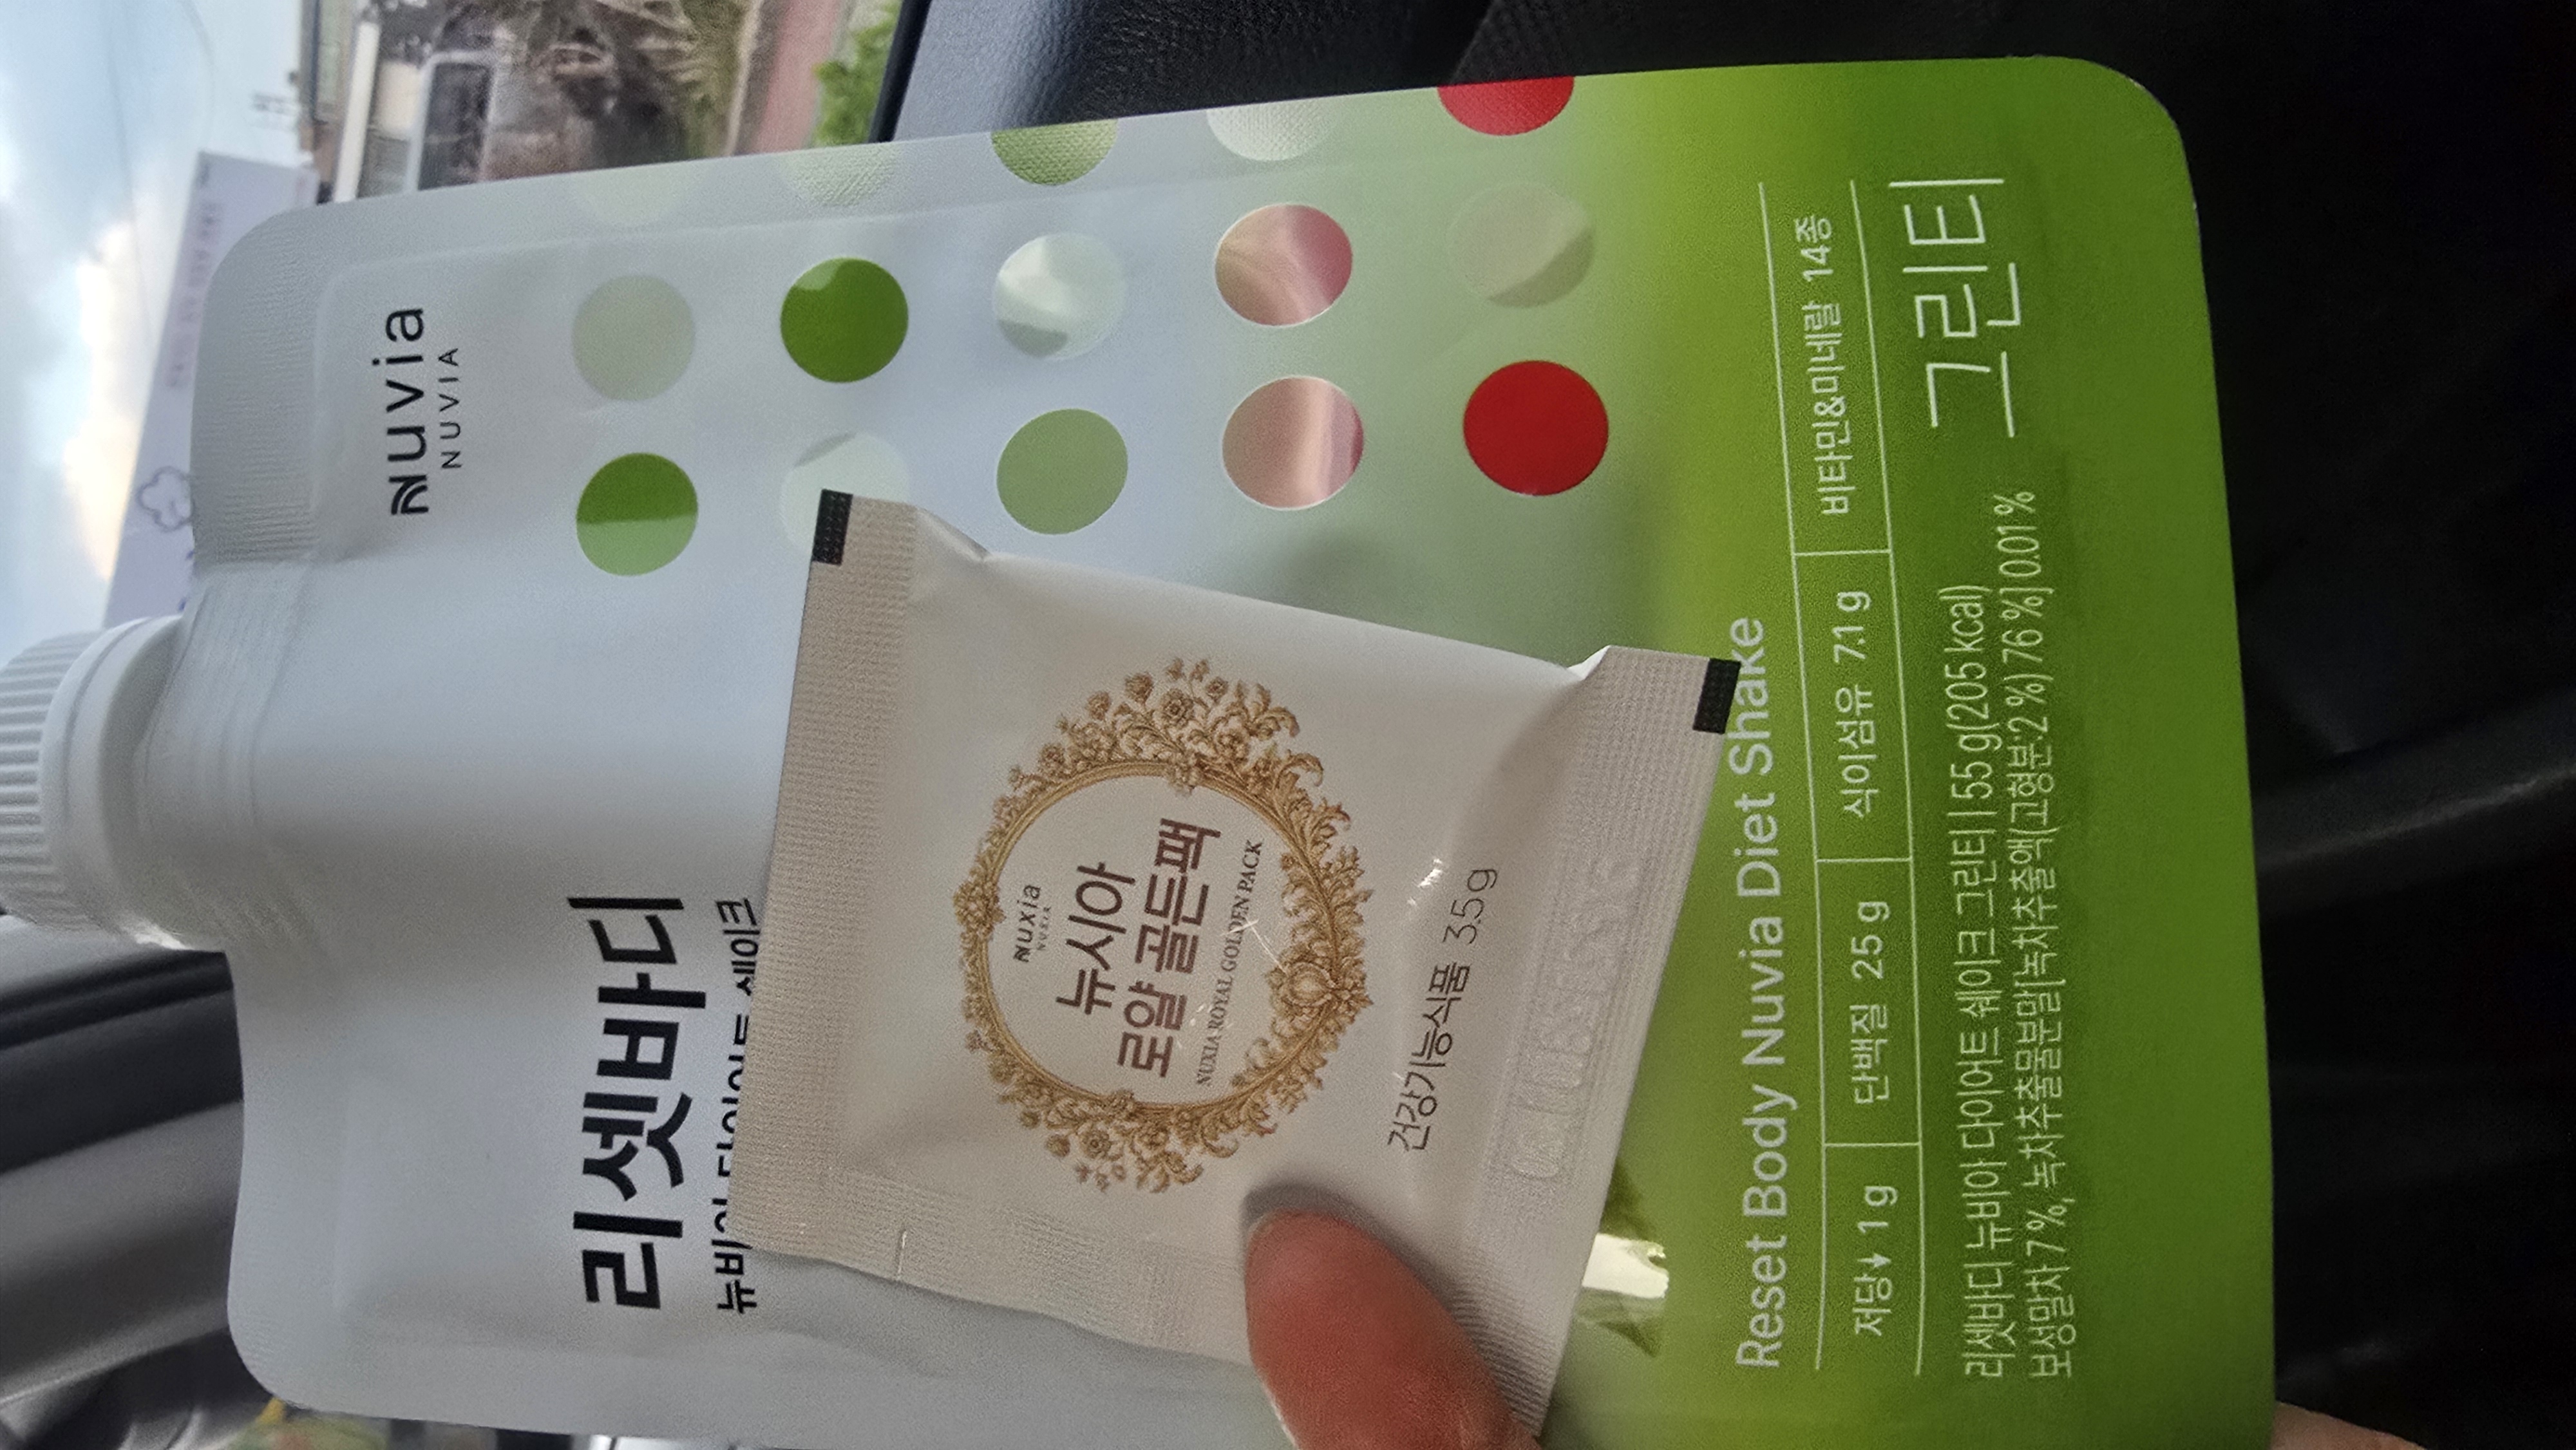 Nuvia
NUVIA
리셋바디
뉴비아 다이어트 쉐이크
Nuxia
NUXIA
뉴시아
로얄 골든팩
NUXIA ROYAL GOLDEN PACK
건강기능식품 3.5g
Reset Body Nuvia Diet Shake
저당↓ 1 g 단백질 25 g 식이섬유 7.1 g 비타민&미네랄 14종
리셋바디 뉴비아 다이어트 쉐이크 그린티 | 55 g(205 kcal)
보성말차 7 %, 녹차추출물분말[녹차추출액(고형분:2 %) 76 %] 0.01 %
그린티